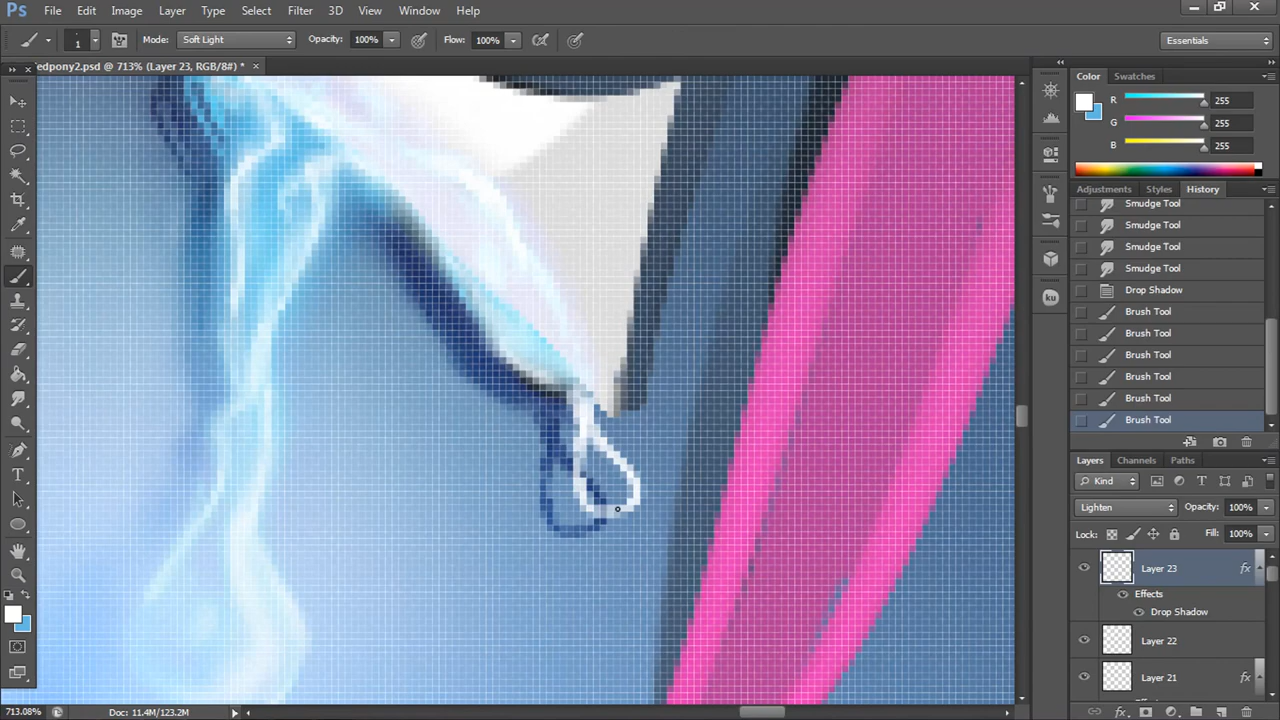 Ps File Edit Image Layer Type Select Filter 3D View Window Help
1 Mode: Soft Light Opacity: 100% Flow: 100% Essentials
edpony2.psd @ 713% (Layer 23, RGB/8#) *
Color Swatches
R 255
G 255
B 255
Adjustments Styles History
Smudge Tool
Smudge Tool
Smudge Tool
Smudge Tool
Drop Shadow
Brush Tool
Brush Tool
Brush Tool
Brush Tool
Brush Tool
Brush Tool
Layers Channels Paths
Kind
Lighten Opacity: 100%
Lock: Fill: 100%
Layer 23 fx
Effects
Drop Shadow
Layer 22
Layer 21 fx
713.08% Doc: 11.4M/123.2M